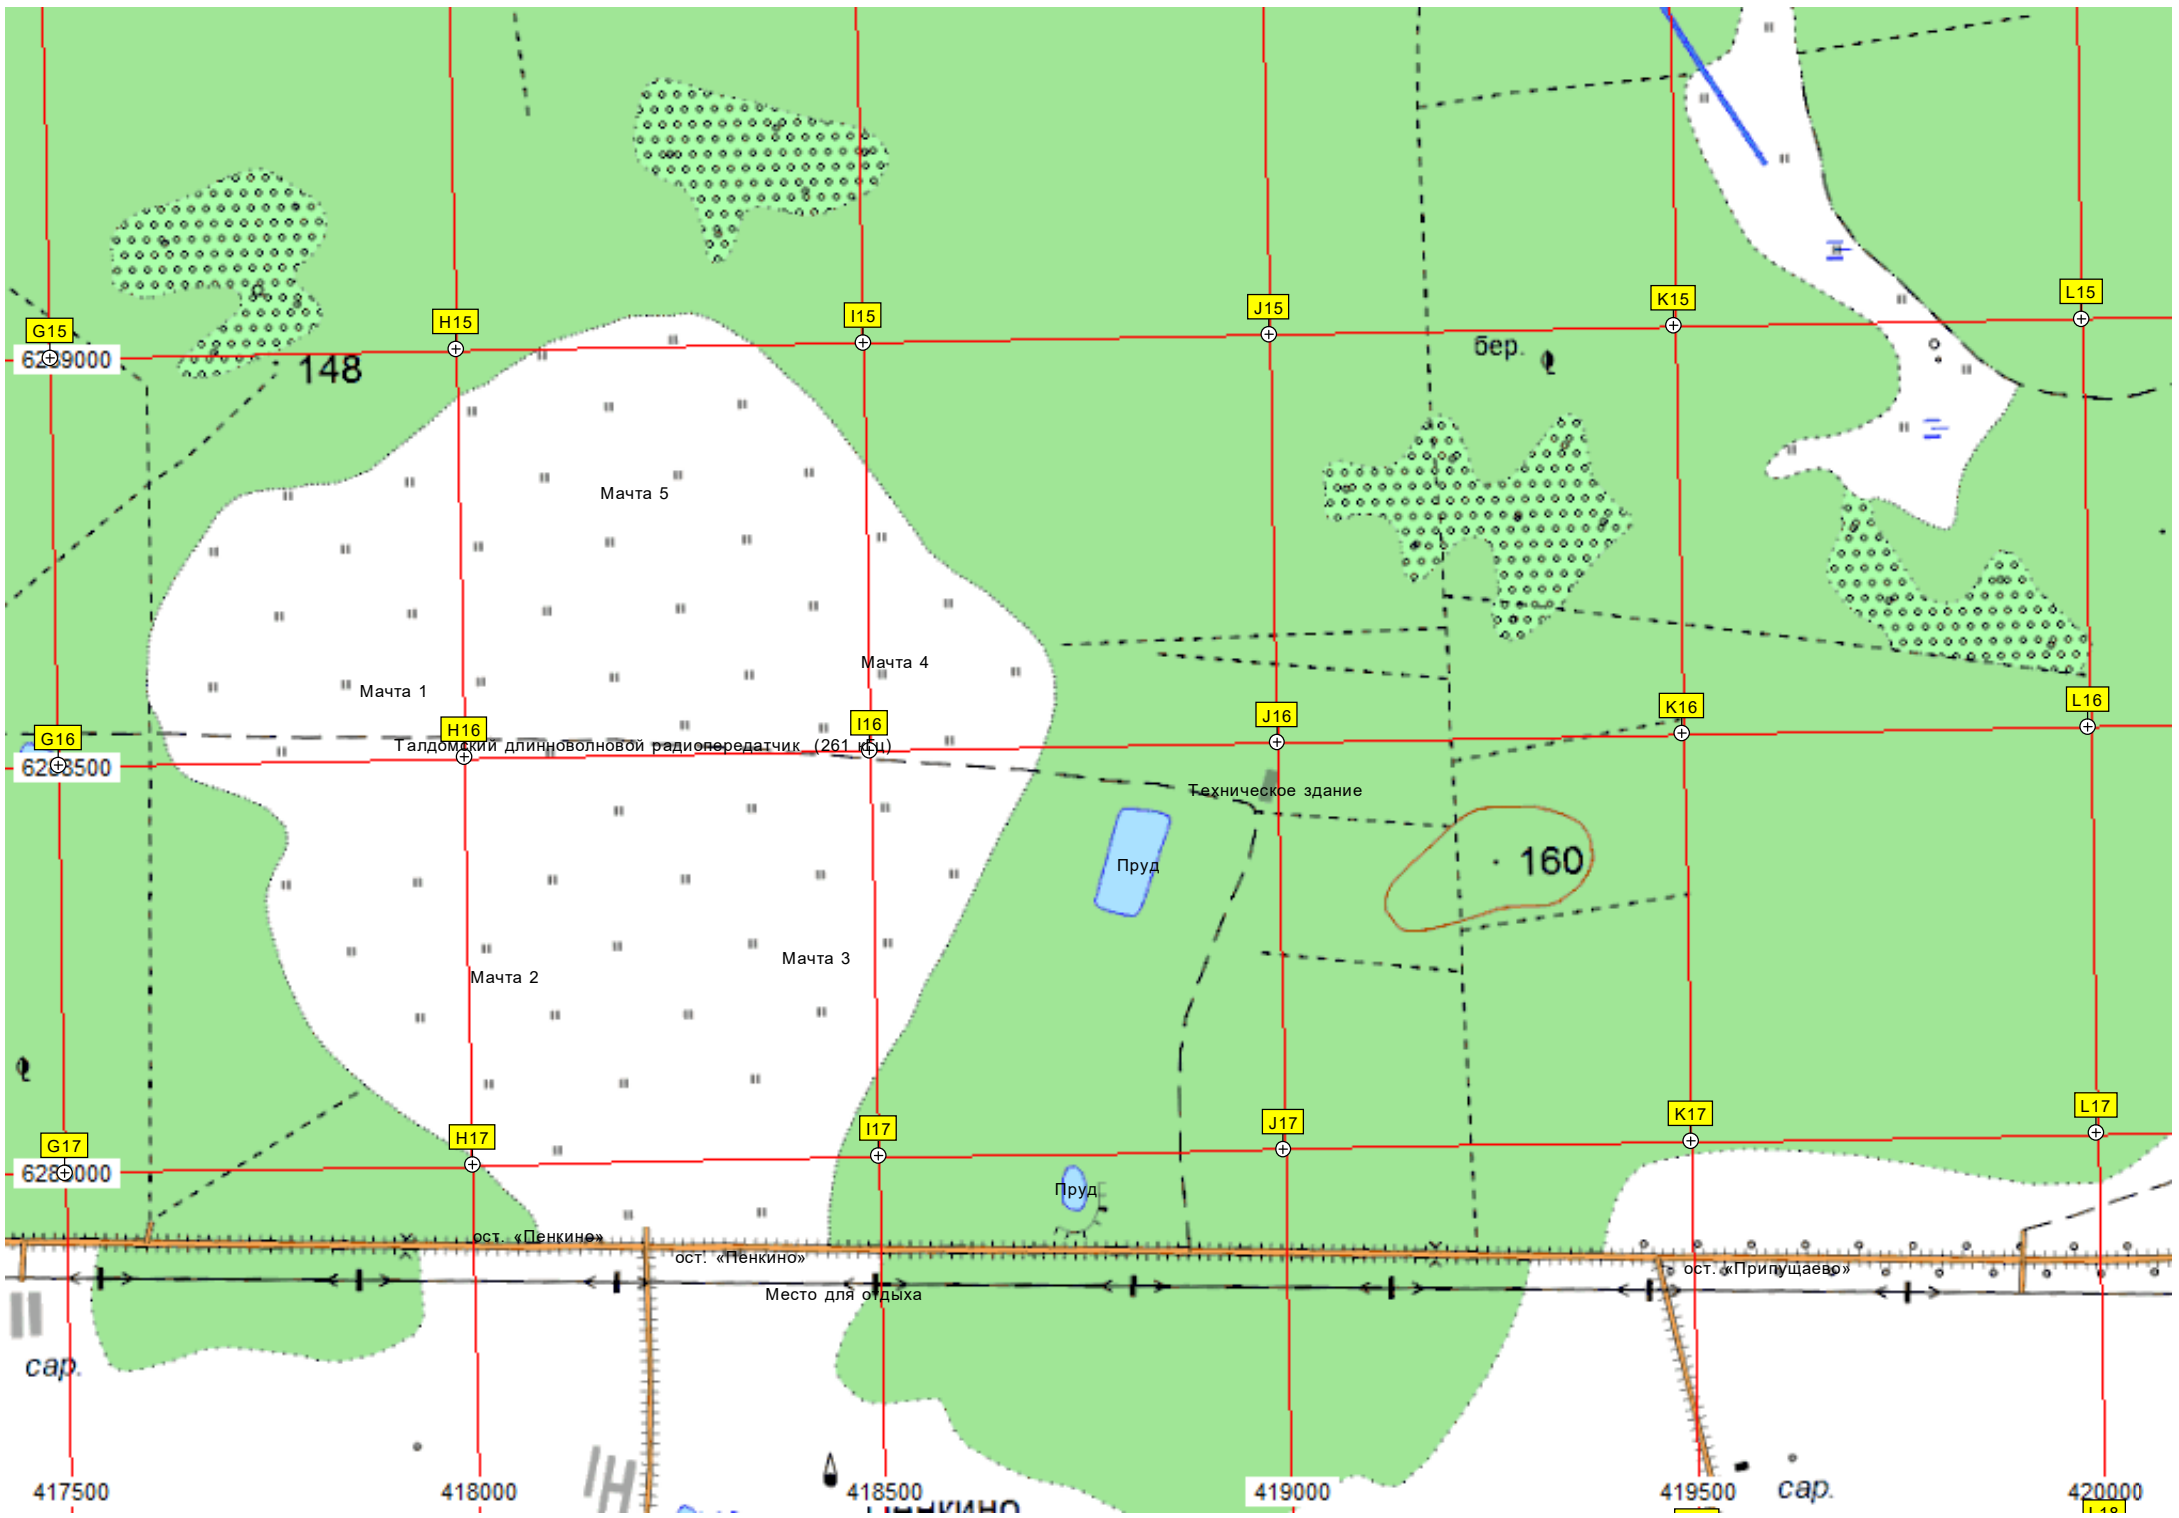 L15
K15
J15
I15
H15
G15
бер.
148
Мачта 5
Мачта 4
Мачта 1
L16
K16
J16
I16
H16
G16
Талдомский длинноволновой радиопередатчик (261 кГц)
Техническое здание
160
Пруд
Мачта 3
Мачта 2
L17
K17
J17
I17
H17
G17
Пруд
ост. «Пенкино»
ост. «Пенкино»
ост. «Припущаево»
Место для отдыха
сар.
сар.
417500
418000
418500
419000
419500
420000
Пенкино
L18